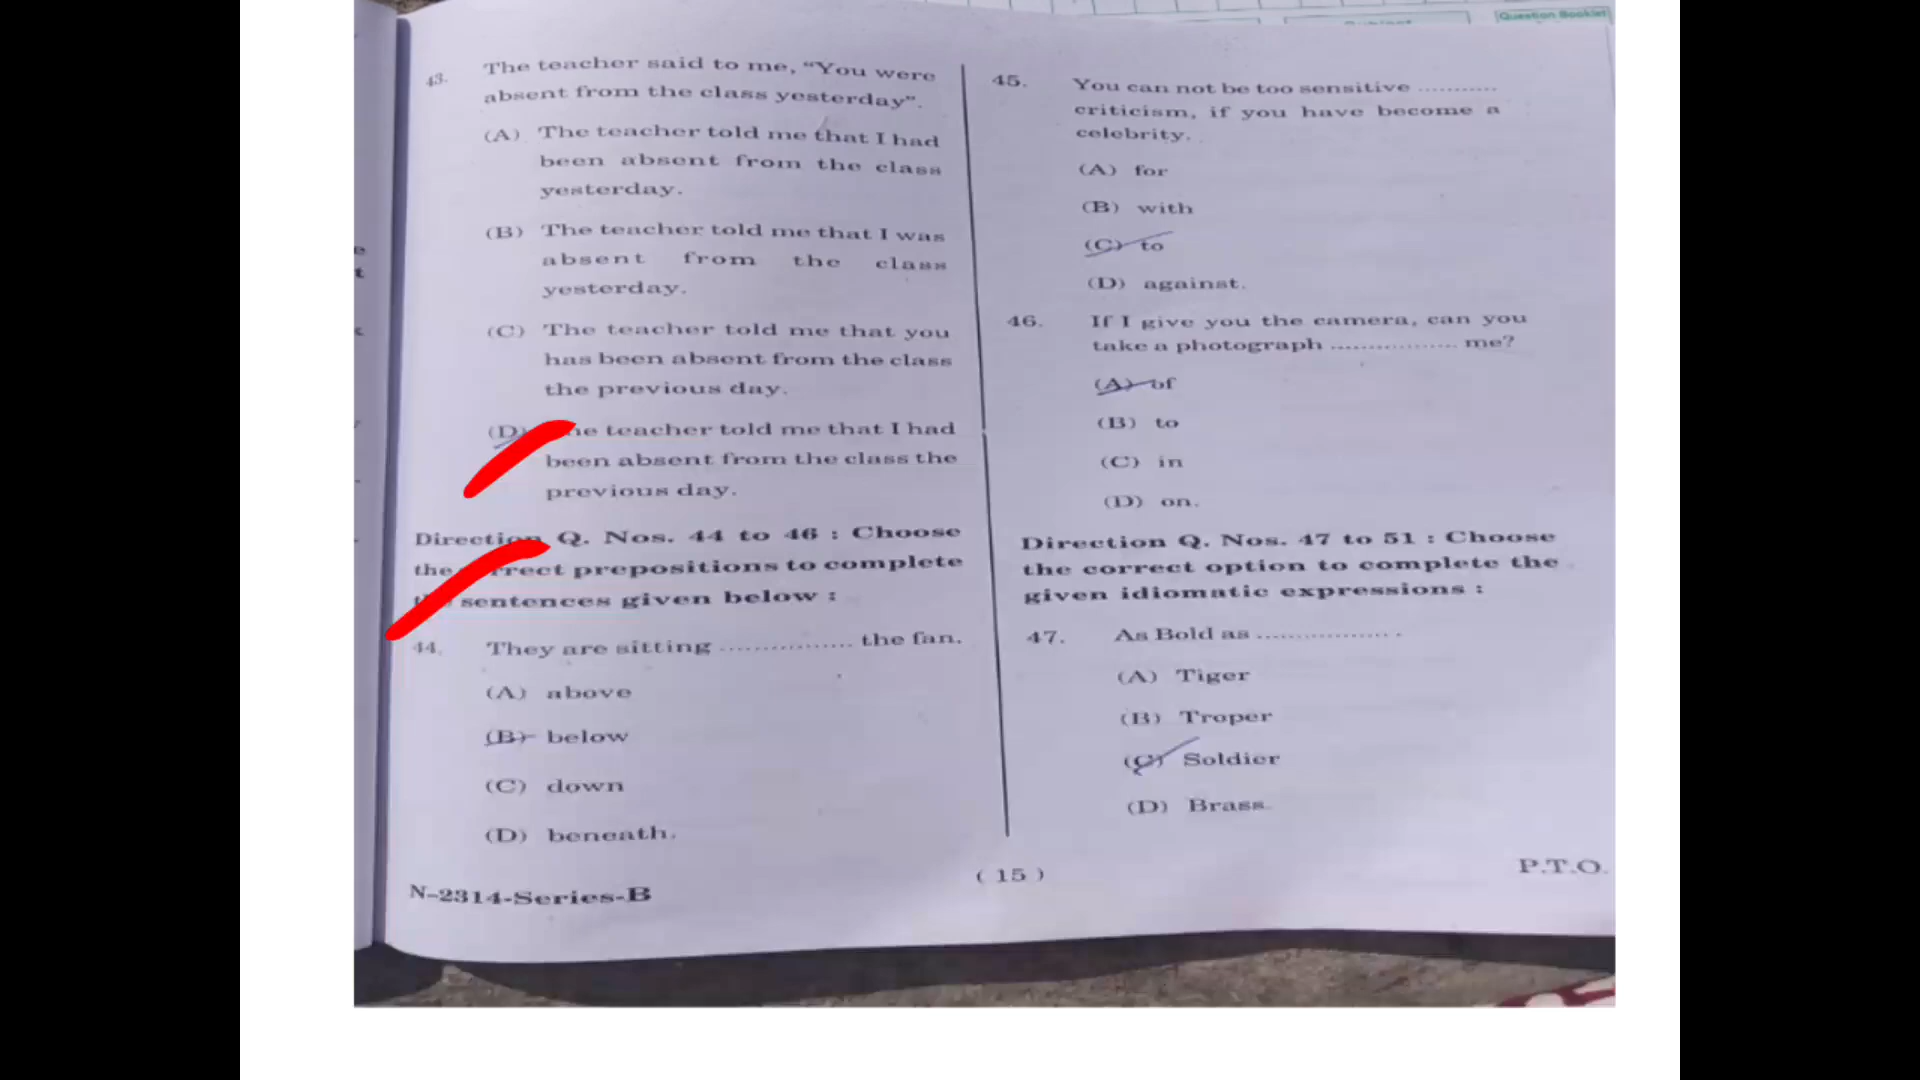 Question Booklet
43. The teacher said to me, “You were
absent from the class yesterday”.
(A) The teacher told me that I had
been absent from the class
yesterday.
(B) The teacher told me that I was
absent from the class
yesterday.
(C) The teacher told me that you
has been absent from the class
the previous day.
(D) The teacher told me that I had
been absent from the class the
previous day.
Direction Q. Nos. 44 to 46 : Choose
the correct prepositions to complete
the sentences given below :
44. They are sitting ................ the fan.
(A) above
(B) below
(C) down
(D) beneath.
N-2314-Series-B
45. You can not be too sensitive ...........
criticism, if you have become a
celebrity.
(A) for
(B) with
(C) to
(D) against.
46. If I give you the camera, can you
take a photograph ................. me?
(A) of
(B) to
(C) in
(D) on.
Direction Q. Nos. 47 to 51 : Choose
the correct option to complete the
given idiomatic expressions :
47. As Bold as ................. .
(A) Tiger
(B) Troper
(C) Soldier
(D) Brass.
( 15 )
P.T.O.